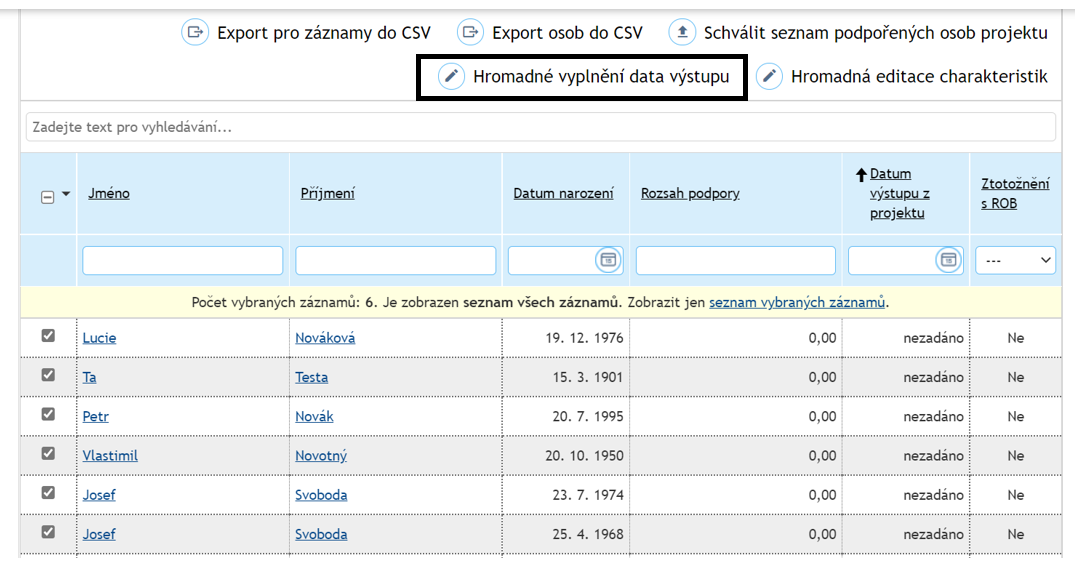 Export pro záznamy do CSV Export osob do CSV Schválit seznam podpořených osob projektu
Hromadné vyplnění data výstupu Hromadná editace charakteristik
Zadejte text pro vyhledávání...
Jméno Příjmení Datum narození Rozsah podpory Datum výstupu z projektu Ztotožnění s ROB
---
Počet vybraných záznamů: 6. Je zobrazen seznam všech záznamů. Zobrazit jen seznam vybraných záznamů.
Lucie Nováková 19. 12. 1976 0,00 nezadáno Ne
Ta Testa 15. 3. 1901 0,00 nezadáno Ne
Petr Novák 20. 7. 1995 0,00 nezadáno Ne
Vlastimil Novotný 20. 10. 1950 0,00 nezadáno Ne
Josef Svoboda 23. 7. 1974 0,00 nezadáno Ne
Josef Svoboda 25. 4. 1968 0,00 nezadáno Ne